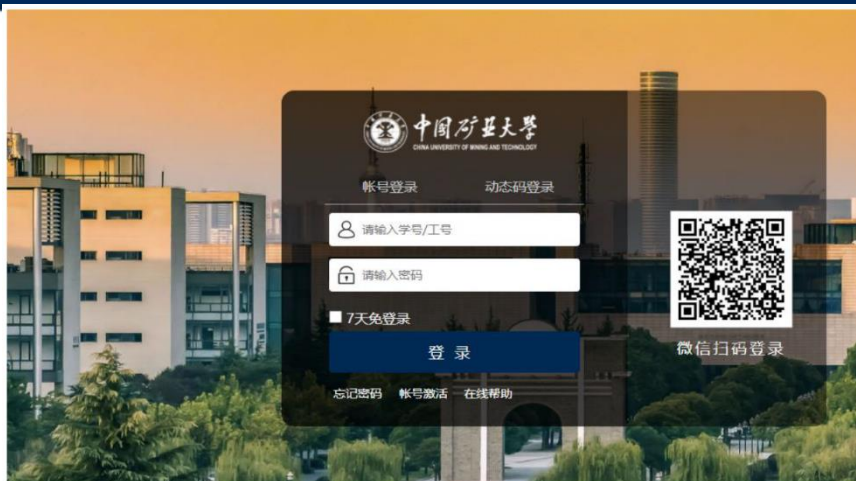 中国矿业大学
CHINA UNIVERSITY OF MINING AND TECHNOLOGY
帐号登录 动态码登录
请输入学号/工号
请输入密码
7天免登录
登 录
忘记密码 帐号激活 在线帮助
微信扫码登录